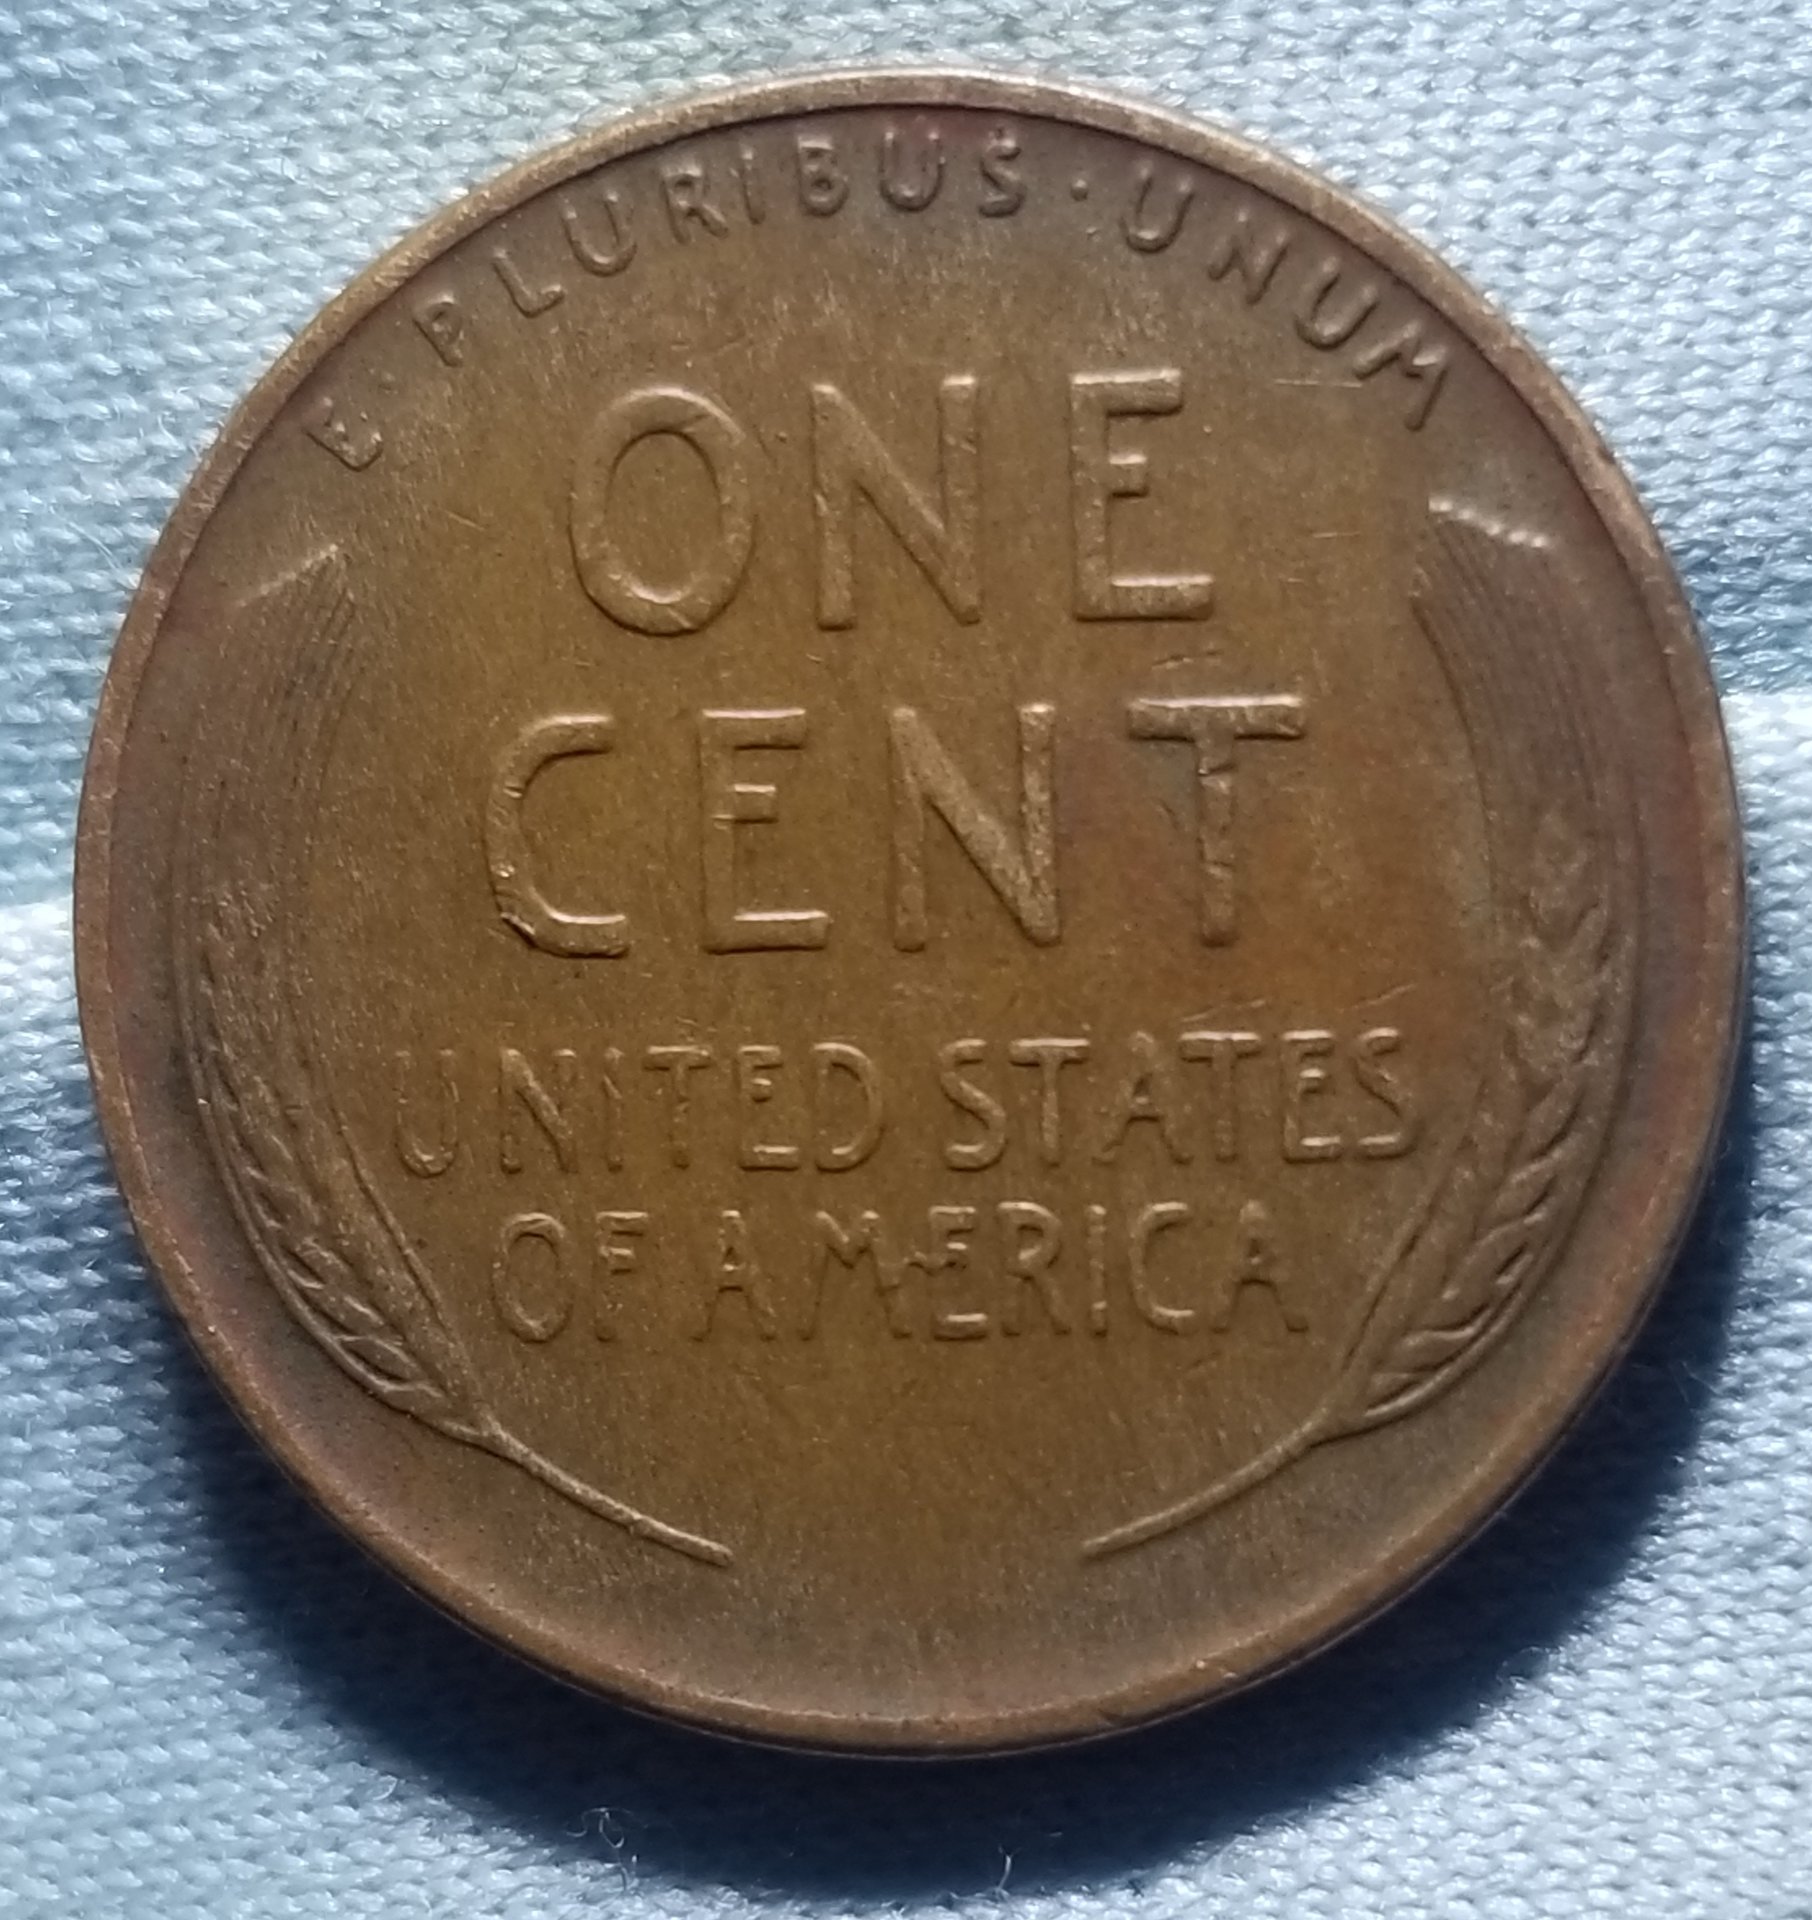 E · PLURIBUS · UNUM
ONE
CENT
UNITED STATES
OF AMERICA